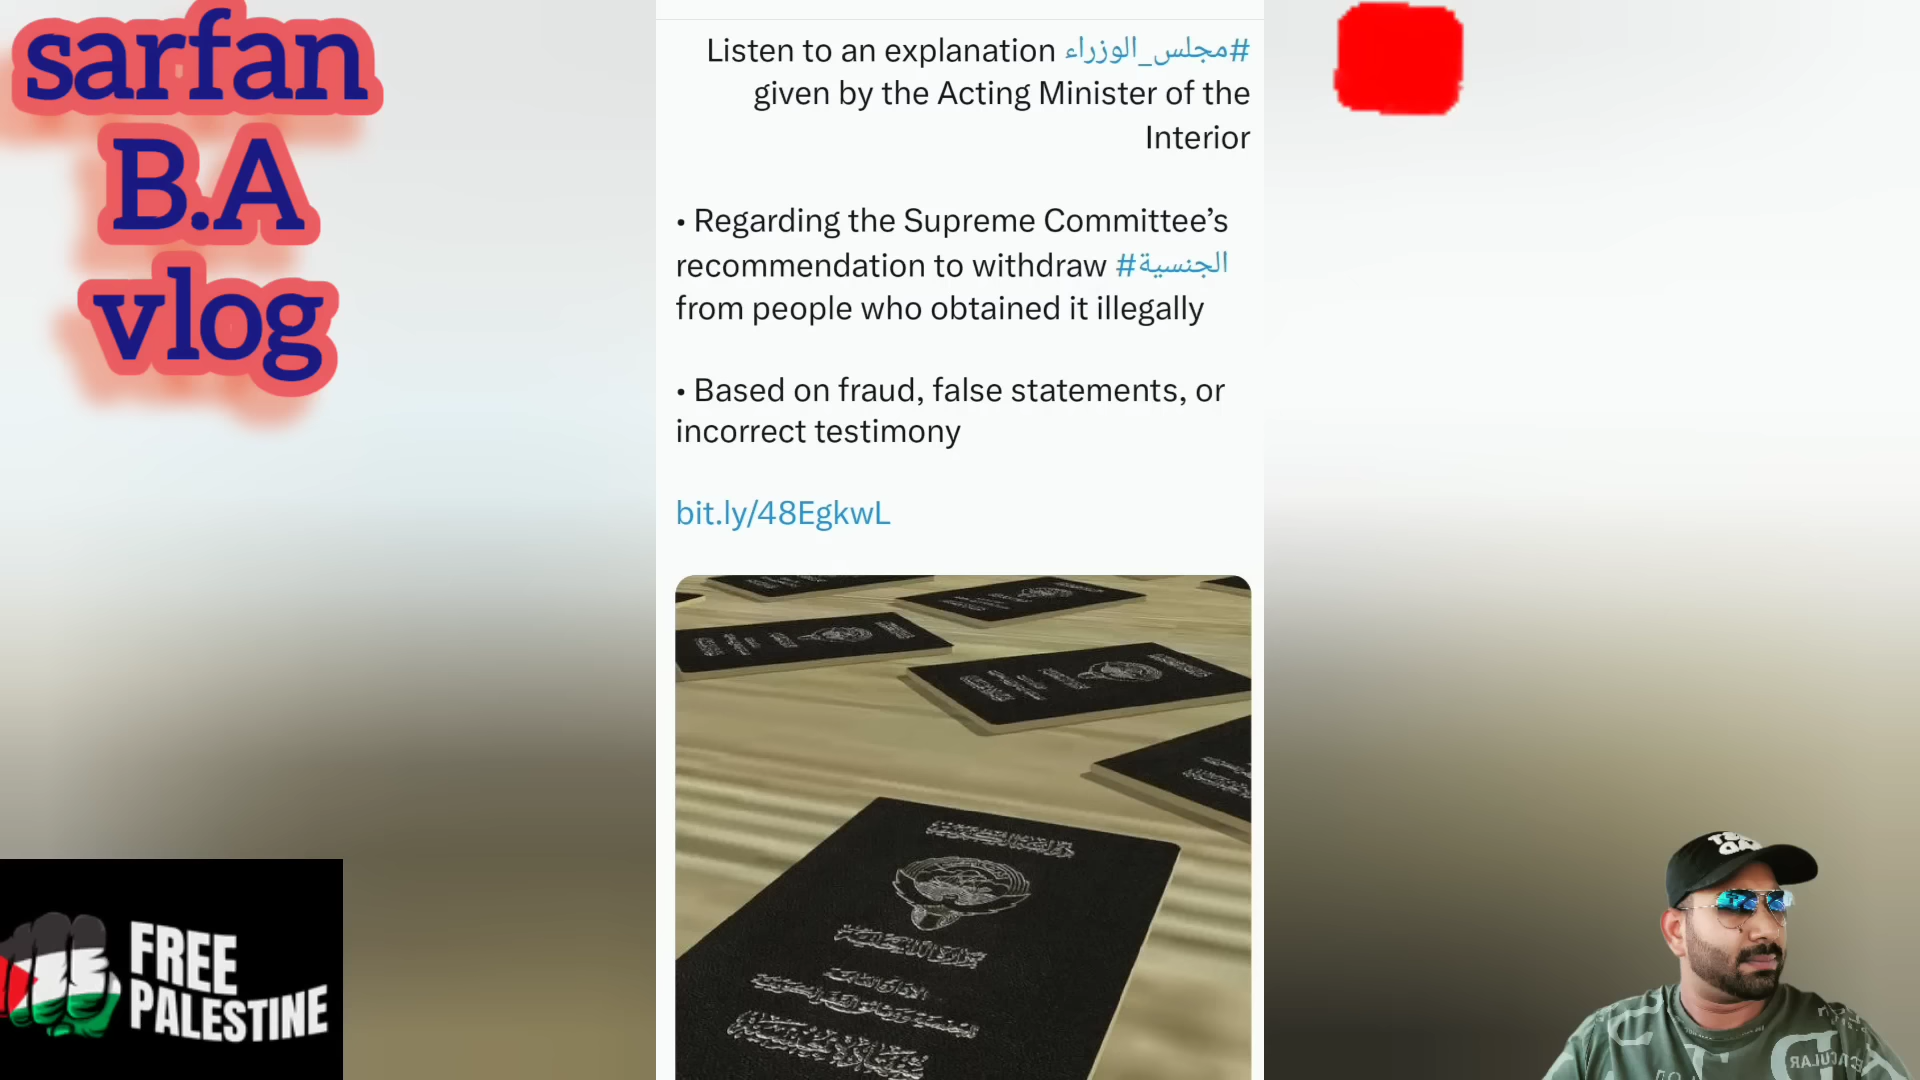 sarfan
B.A
vlog
Listen to an explanation #مجلس_الوزراء
given by the Acting Minister of the
Interior
• Regarding the Supreme Committee’s
recommendation to withdraw #الجنسية
from people who obtained it illegally
• Based on fraud, false statements, or
incorrect testimony
bit.ly/48EgkwL
FREE
PALESTINE